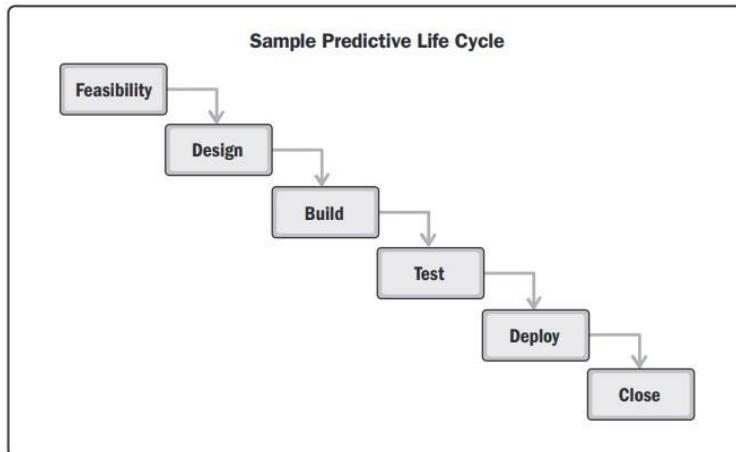 Sample Predictive Life Cycle
Feasibility
Design
Build
Test
Deploy
Close